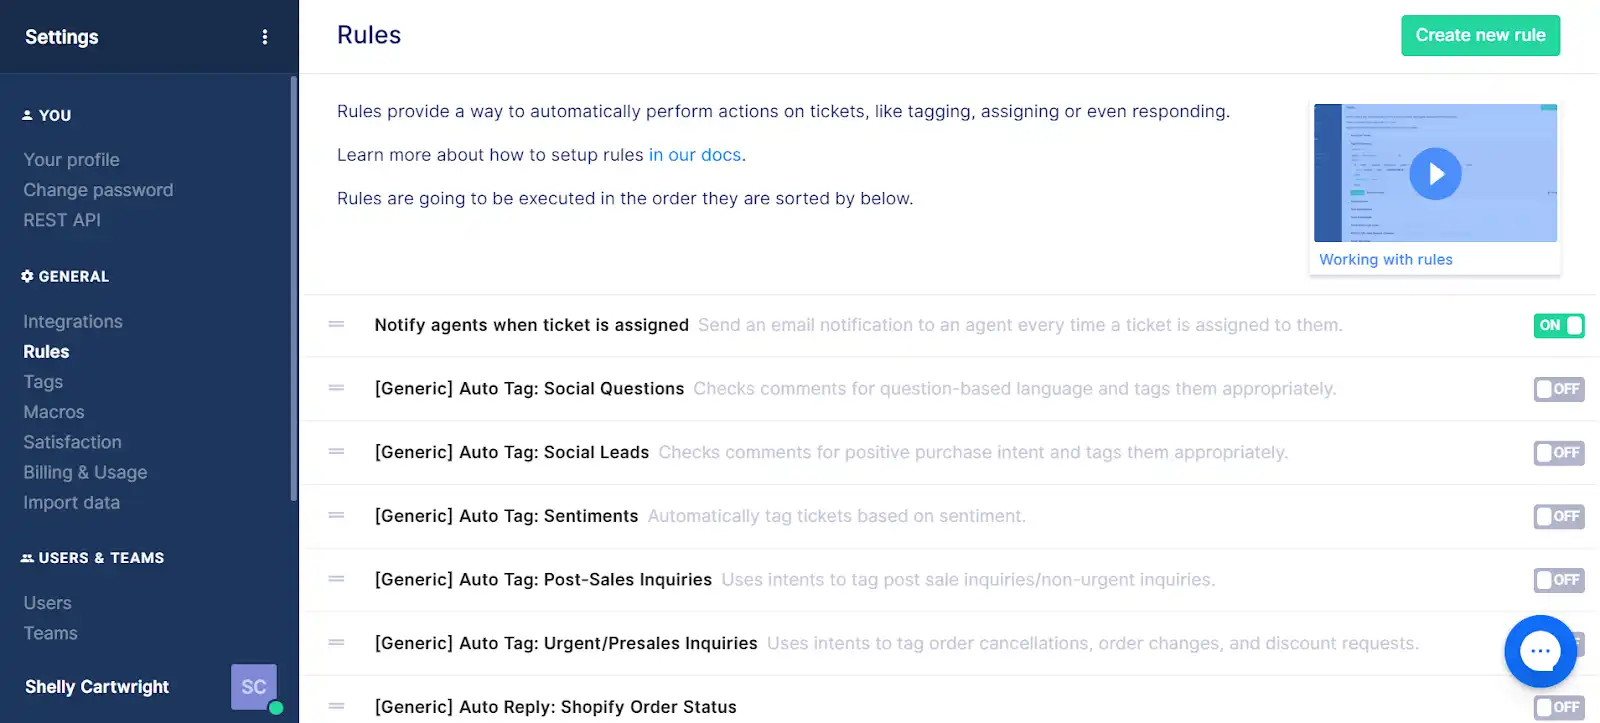 Settings
YOU
Your profile
Change password
REST API
GENERAL
Integrations
Rules
Tags
Macros
Satisfaction
Billing & Usage
Import data
USERS & TEAMS
Users
Teams
Shelly Cartwright
SC
Rules
Create new rule
Rules provide a way to automatically perform actions on tickets, like tagging, assigning or even responding.
Learn more about how to setup rules in our docs.
Rules are going to be executed in the order they are sorted by below.
Working with rules
Notify agents when ticket is assigned Send an email notification to an agent every time a ticket is assigned to them. ON
[Generic] Auto Tag: Social Questions Checks comments for question-based language and tags them appropriately. OFF
[Generic] Auto Tag: Social Leads Checks comments for positive purchase intent and tags them appropriately. OFF
[Generic] Auto Tag: Sentiments Automatically tag tickets based on sentiment. OFF
[Generic] Auto Tag: Post-Sales Inquiries Uses intents to tag post sale inquiries/non-urgent inquiries. OFF
[Generic] Auto Tag: Urgent/Presales Inquiries Uses intents to tag order cancellations, order changes, and discount requests.
[Generic] Auto Reply: Shopify Order Status OFF